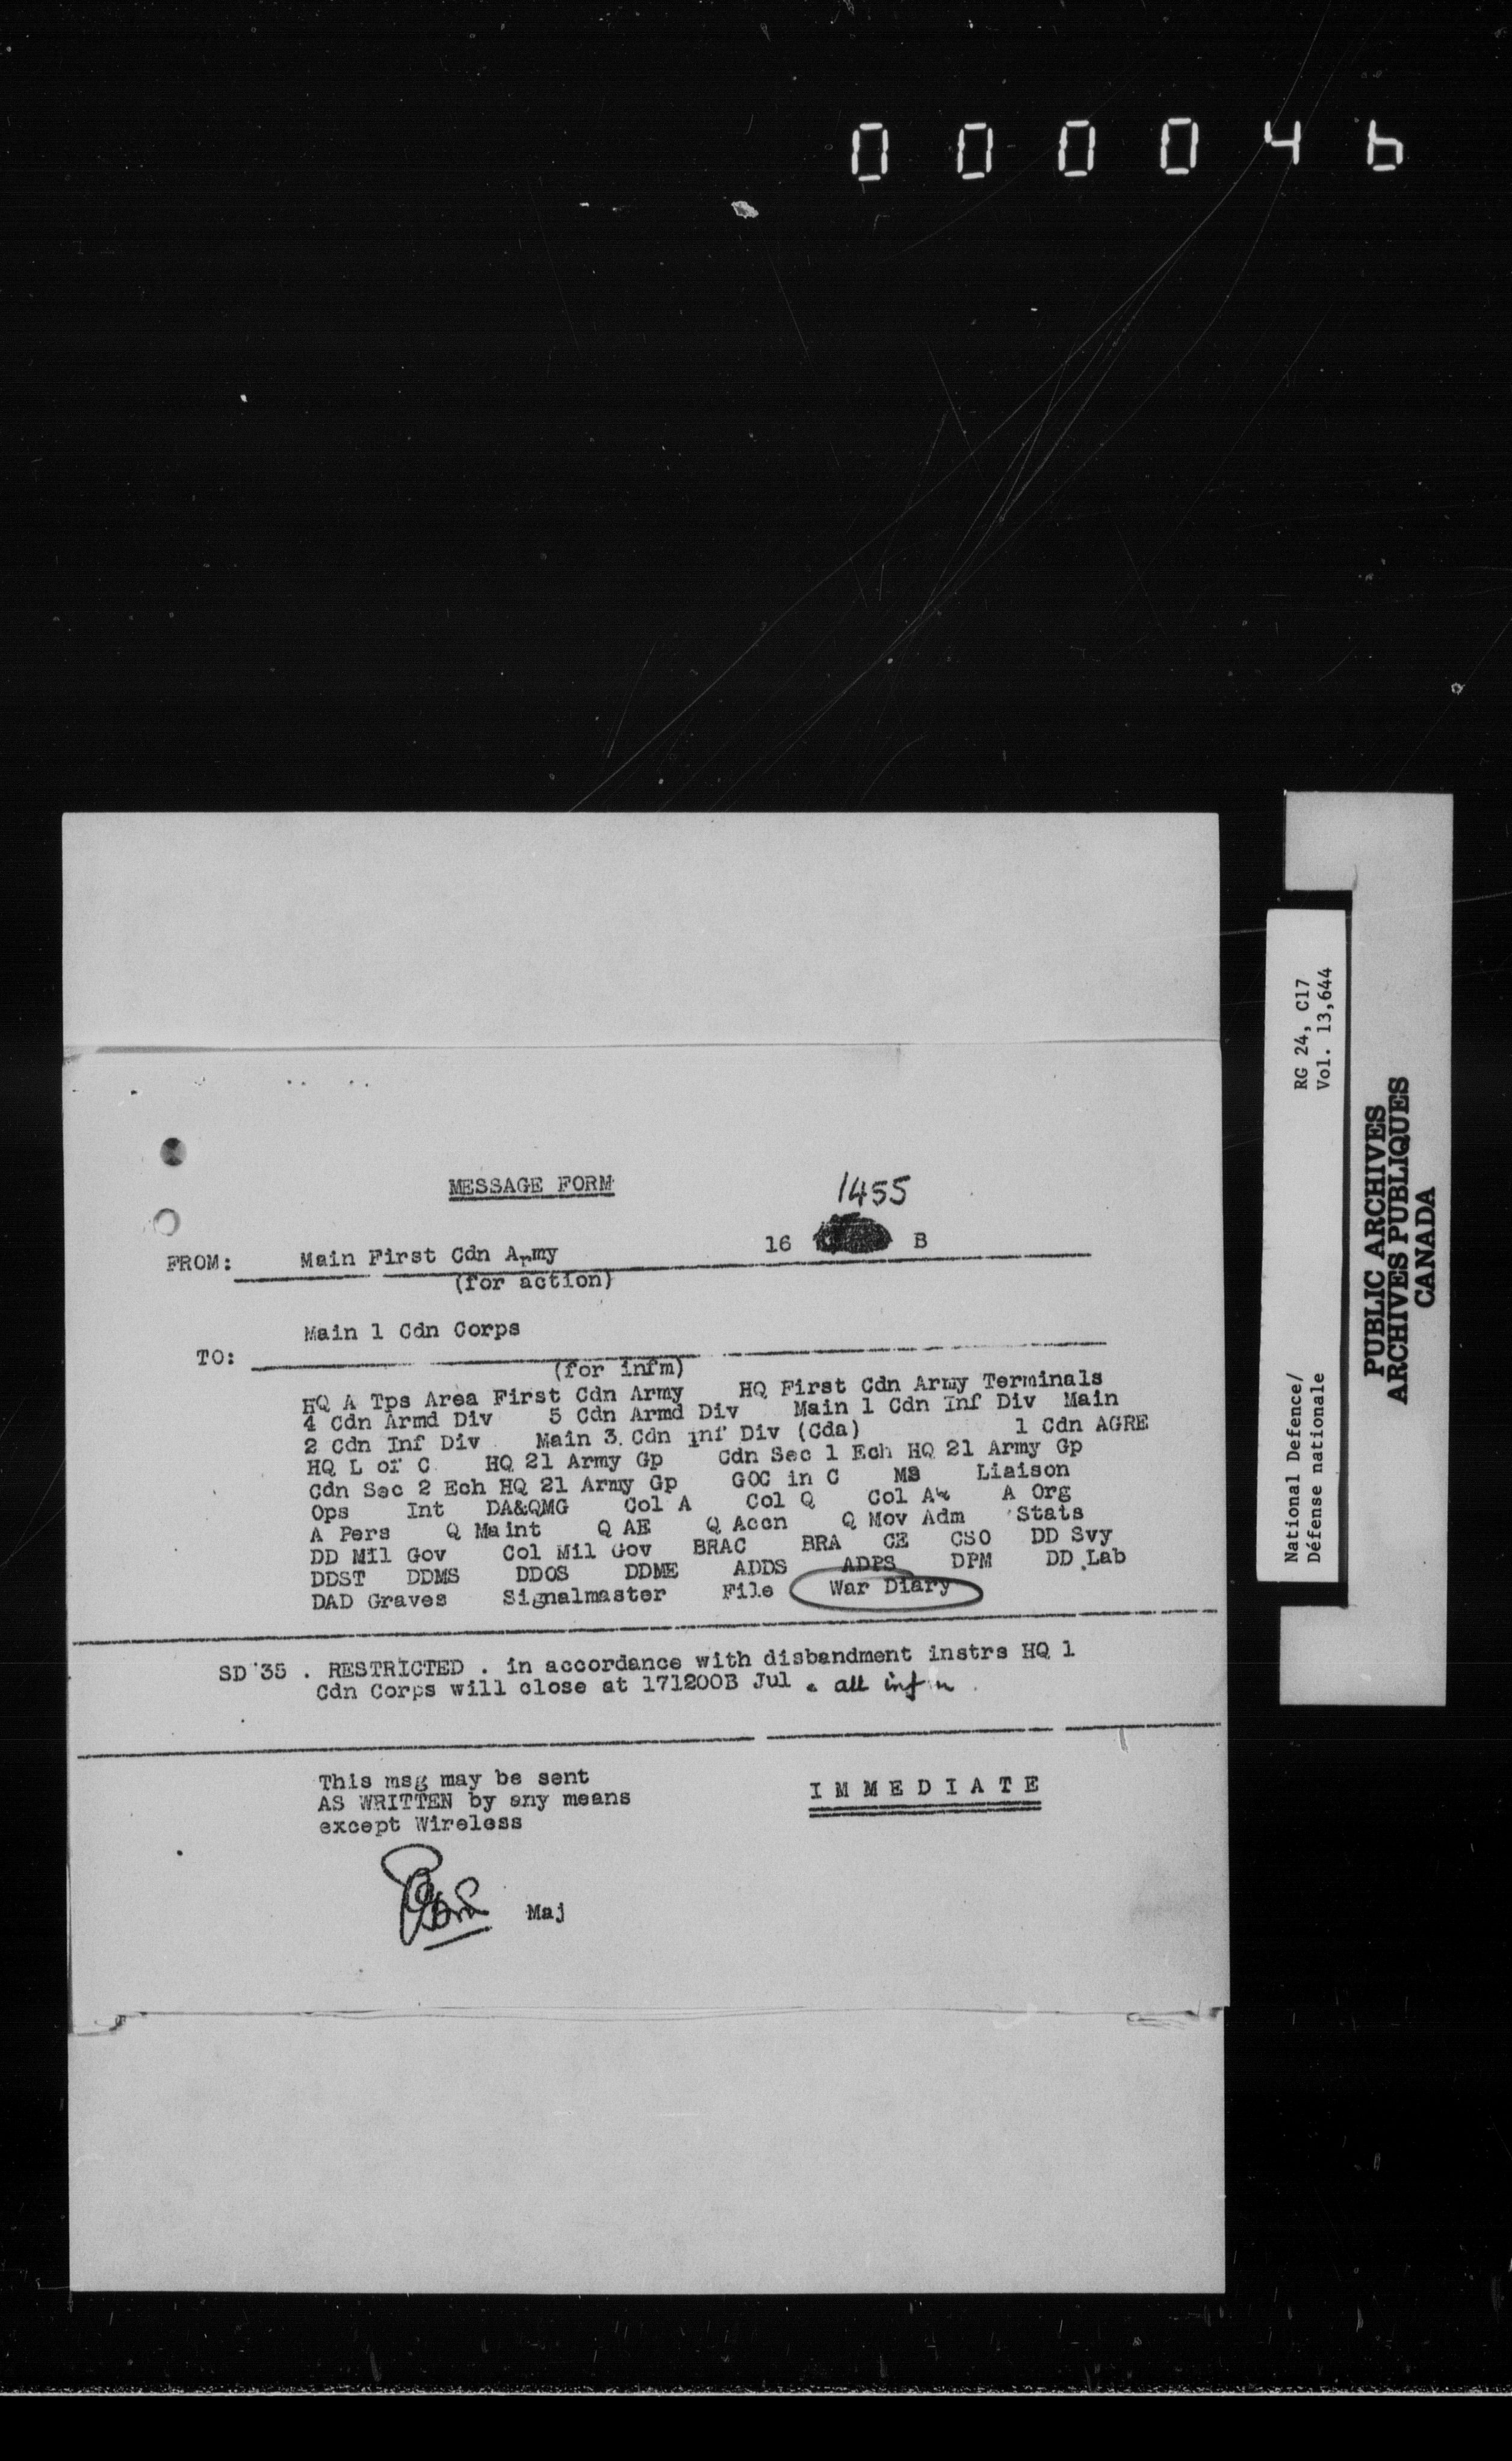 000046
MESSAGE FORM
1455
16 B
FROM: Main First Cdn Army
(for action)
Main 1 Cdn Corps
TO:
(for infm)
HQ A Tps Area First Cdn Army HQ First Cdn Army Terminals
4 Cdn Armd Div 5 Cdn Armd Div Main 1 Cdn Inf Div Main
2 Cdn Inf Div Main 3 Cdn Inf Div (Cda) 1 Cdn AGRE
HQ L of C HQ 21 Army Gp Cdn Sec 1 Ech HQ 21 Army Gp
Cdn Sec 2 Ech HQ 21 Army Gp GOC in C MS Liaison
Ops Int DA&QMG Col A Col Q Col A A Org
A Pers Q Maint Q AE Q Accn Q Mov Adm Stats
DD Mil Gov Col Mil Gov BRAC BRA CE CSO DD Svy
DDST DDMS DDOS DDME ADDS ADPS DPM DD Lab
DAD Graves Signalmaster File War Diary
SD 35 . RESTRICTED . in accordance with disbandment instrs HQ 1
Cdn Corps will close at 171200B Jul . all infm
This msg may be sent
AS WRITTEN by any means
except Wireless
I M M E D I A T E
Maj
RG 24, C17
Vol. 13,644
National Defence/
Défense nationale
PUBLIC ARCHIVES
ARCHIVES PUBLIQUES
CANADA